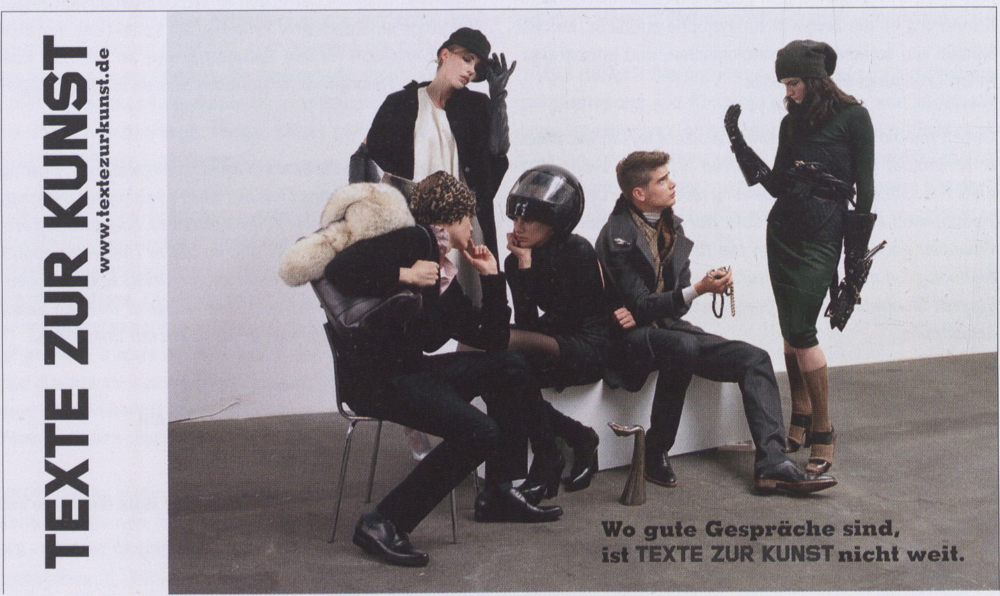 TEXTE ZUR KUNST
www.textezurkunst.de
Wo gute Gespräche sind,
ist TEXTE ZUR KUNST nicht weit.